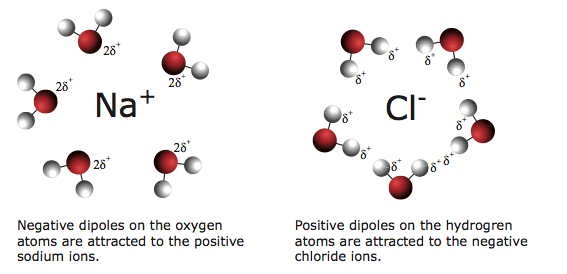 2δ⁺
2δ⁺
2δ⁺
2δ⁺
2δ⁺
Na⁺
Negative dipoles on the oxygen
atoms are attracted to the positive
sodium ions.
δ⁺
δ⁺
δ⁺
δ⁺
δ⁺
δ⁺
Cl⁻
δ⁺
δ⁺
δ⁺
δ⁺
Positive dipoles on the hydrogren
atoms are attracted to the negative
chloride ions.